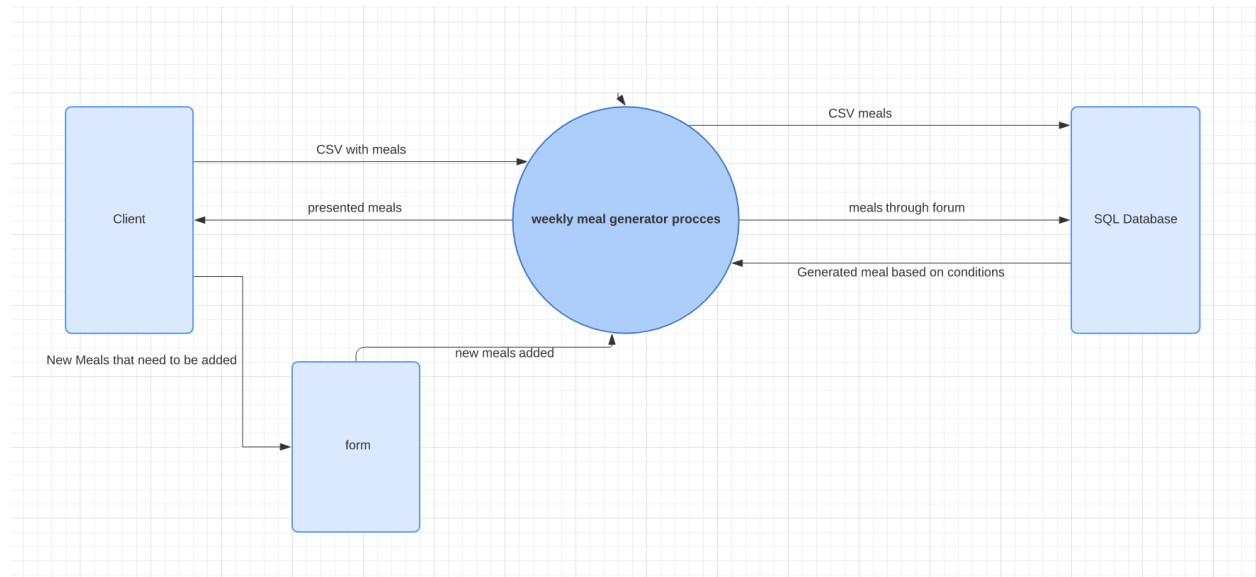 CSV meals
CSV with meals
presented meals
meals through forum
Client
weekly meal generator procces
SQL Database
Generated meal based on conditions
New Meals that need to be added
new meals added
form